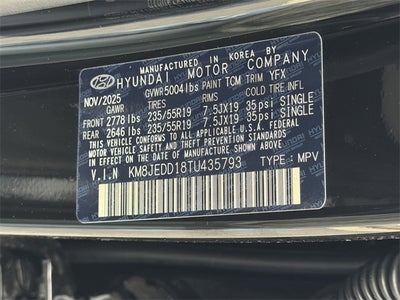 MANUFACTURED IN KOREA BY
HYUNDAI MOTOR COMPANY
NOV/2025 GVWR 5004lbs PAINT TCM TRIM YFX
GAWR TIRES RIMS COLD TIRE INFL
FRONT 2778 lbs 235/55R19 7.5JX19 35psi SINGLE
REAR 2646 lbs 235/55R19 7.5JX19 35psi SINGLE
THIS VEHICLE CONFORMS TO ALL APPLICABLE U.S. FEDERAL
MOTOR VEHICLE SAFETY AND THEFT PREVENTION STANDARDS IN
EFFECT ON THE DATE OF MANUFACTURE SHOWN ABOVE.
V.I.N KM8JEDD18TU435793 TYPE: MPV